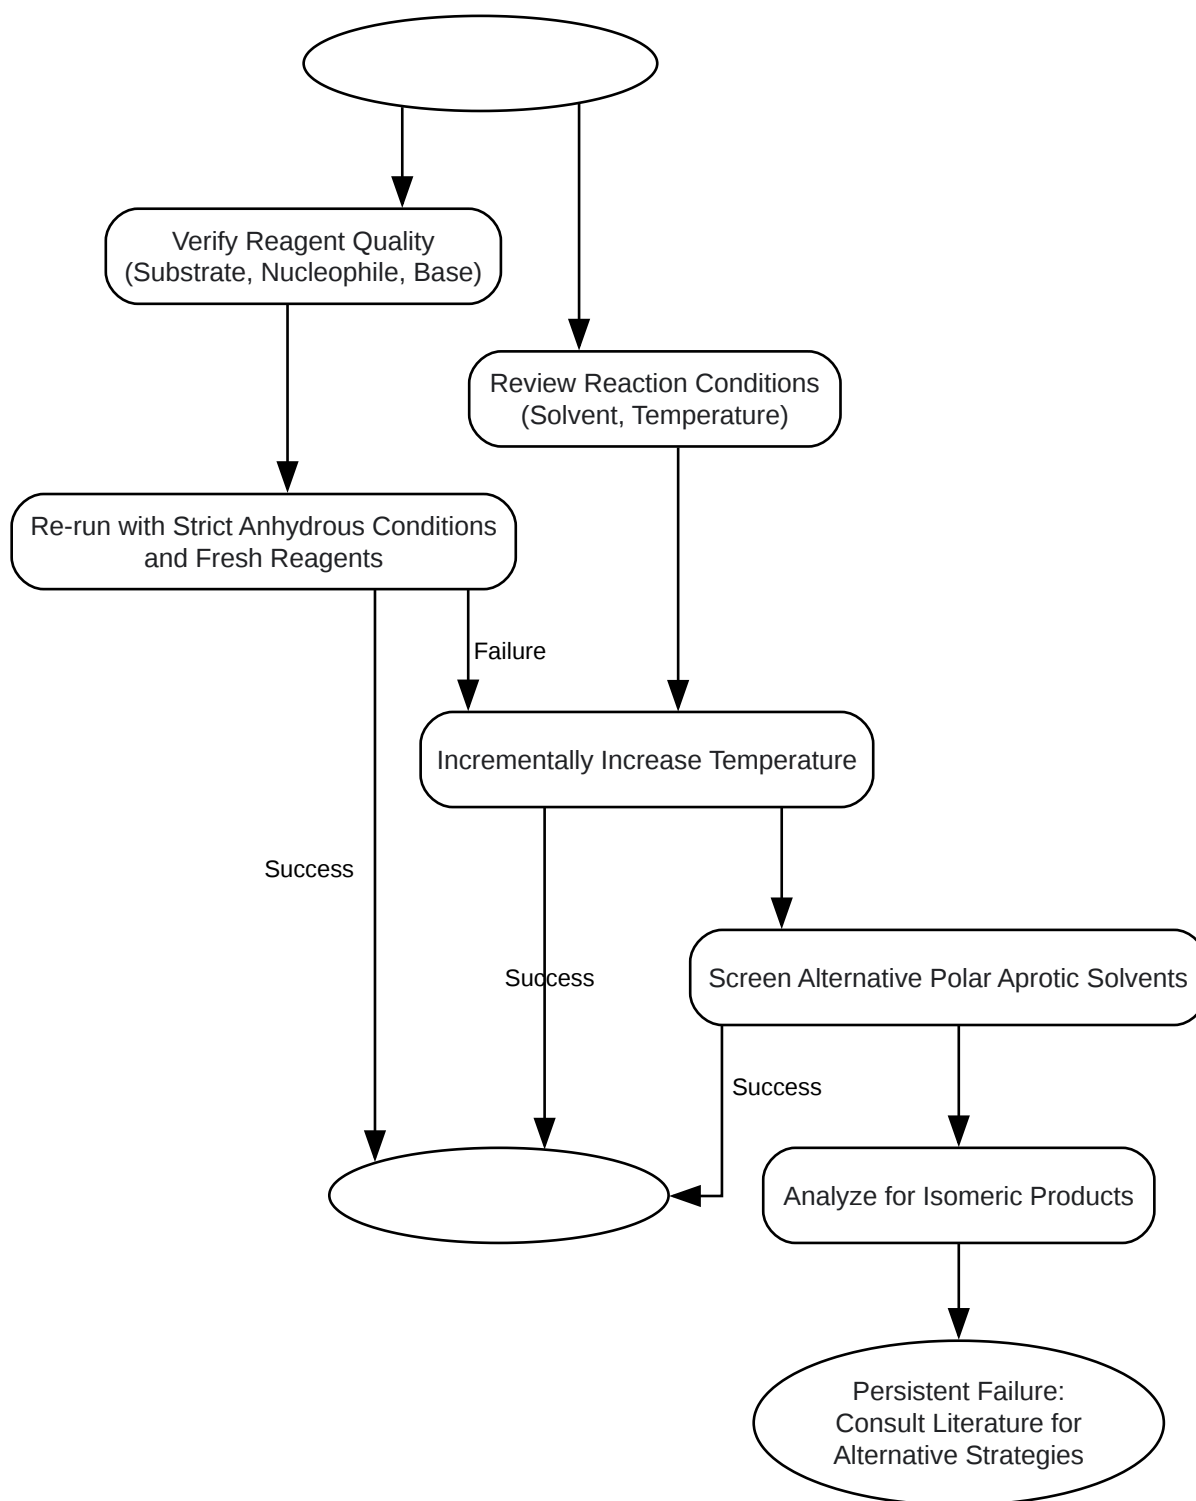 Verify Reagent Quality
(Substrate, Nucleophile, Base)
Review Reaction Conditions
(Solvent, Temperature)
Re-run with Strict Anhydrous Conditions
and Fresh Reagents
Failure
Incrementally Increase Temperature
Success
Success
Screen Alternative Polar Aprotic Solvents
Success
Analyze for Isomeric Products
Persistent Failure:
Consult Literature for
Alternative Strategies